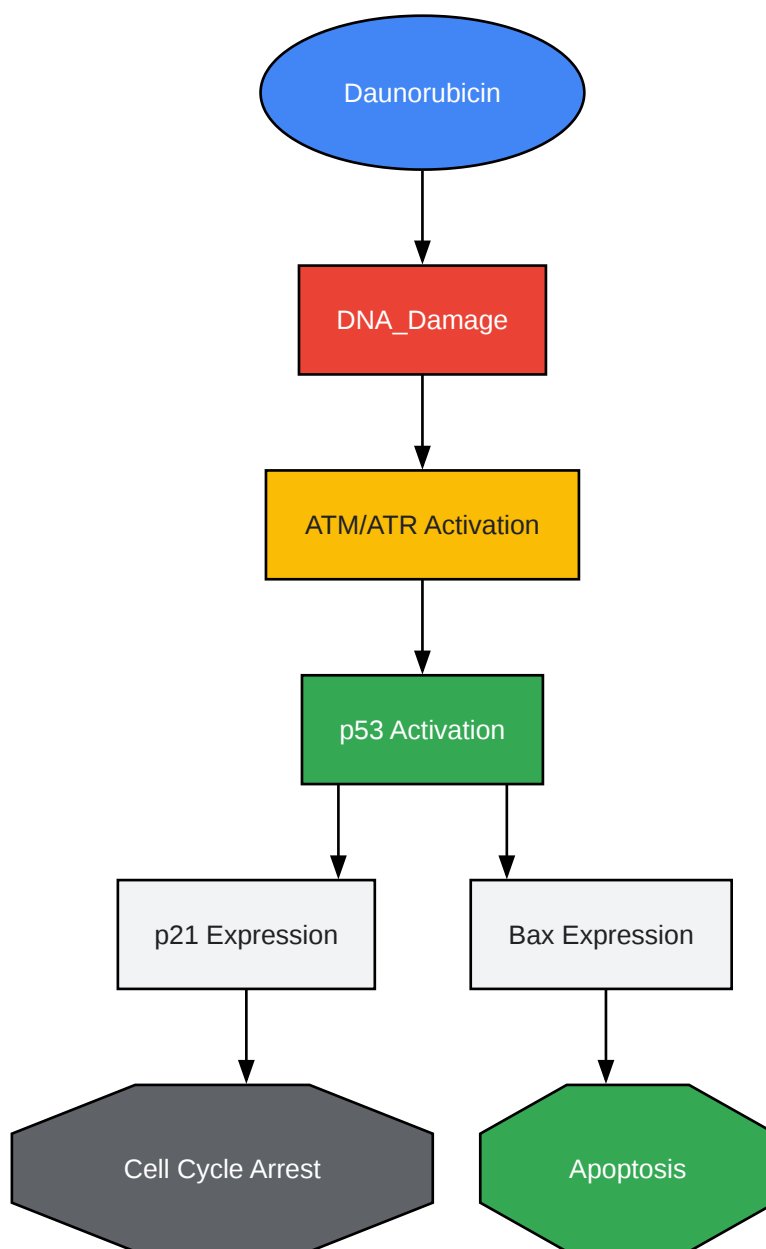 Daunorubicin
DNA_Damage
ATM/ATR Activation
p53 Activation
p21 Expression
Bax Expression
Cell Cycle Arrest
Apoptosis